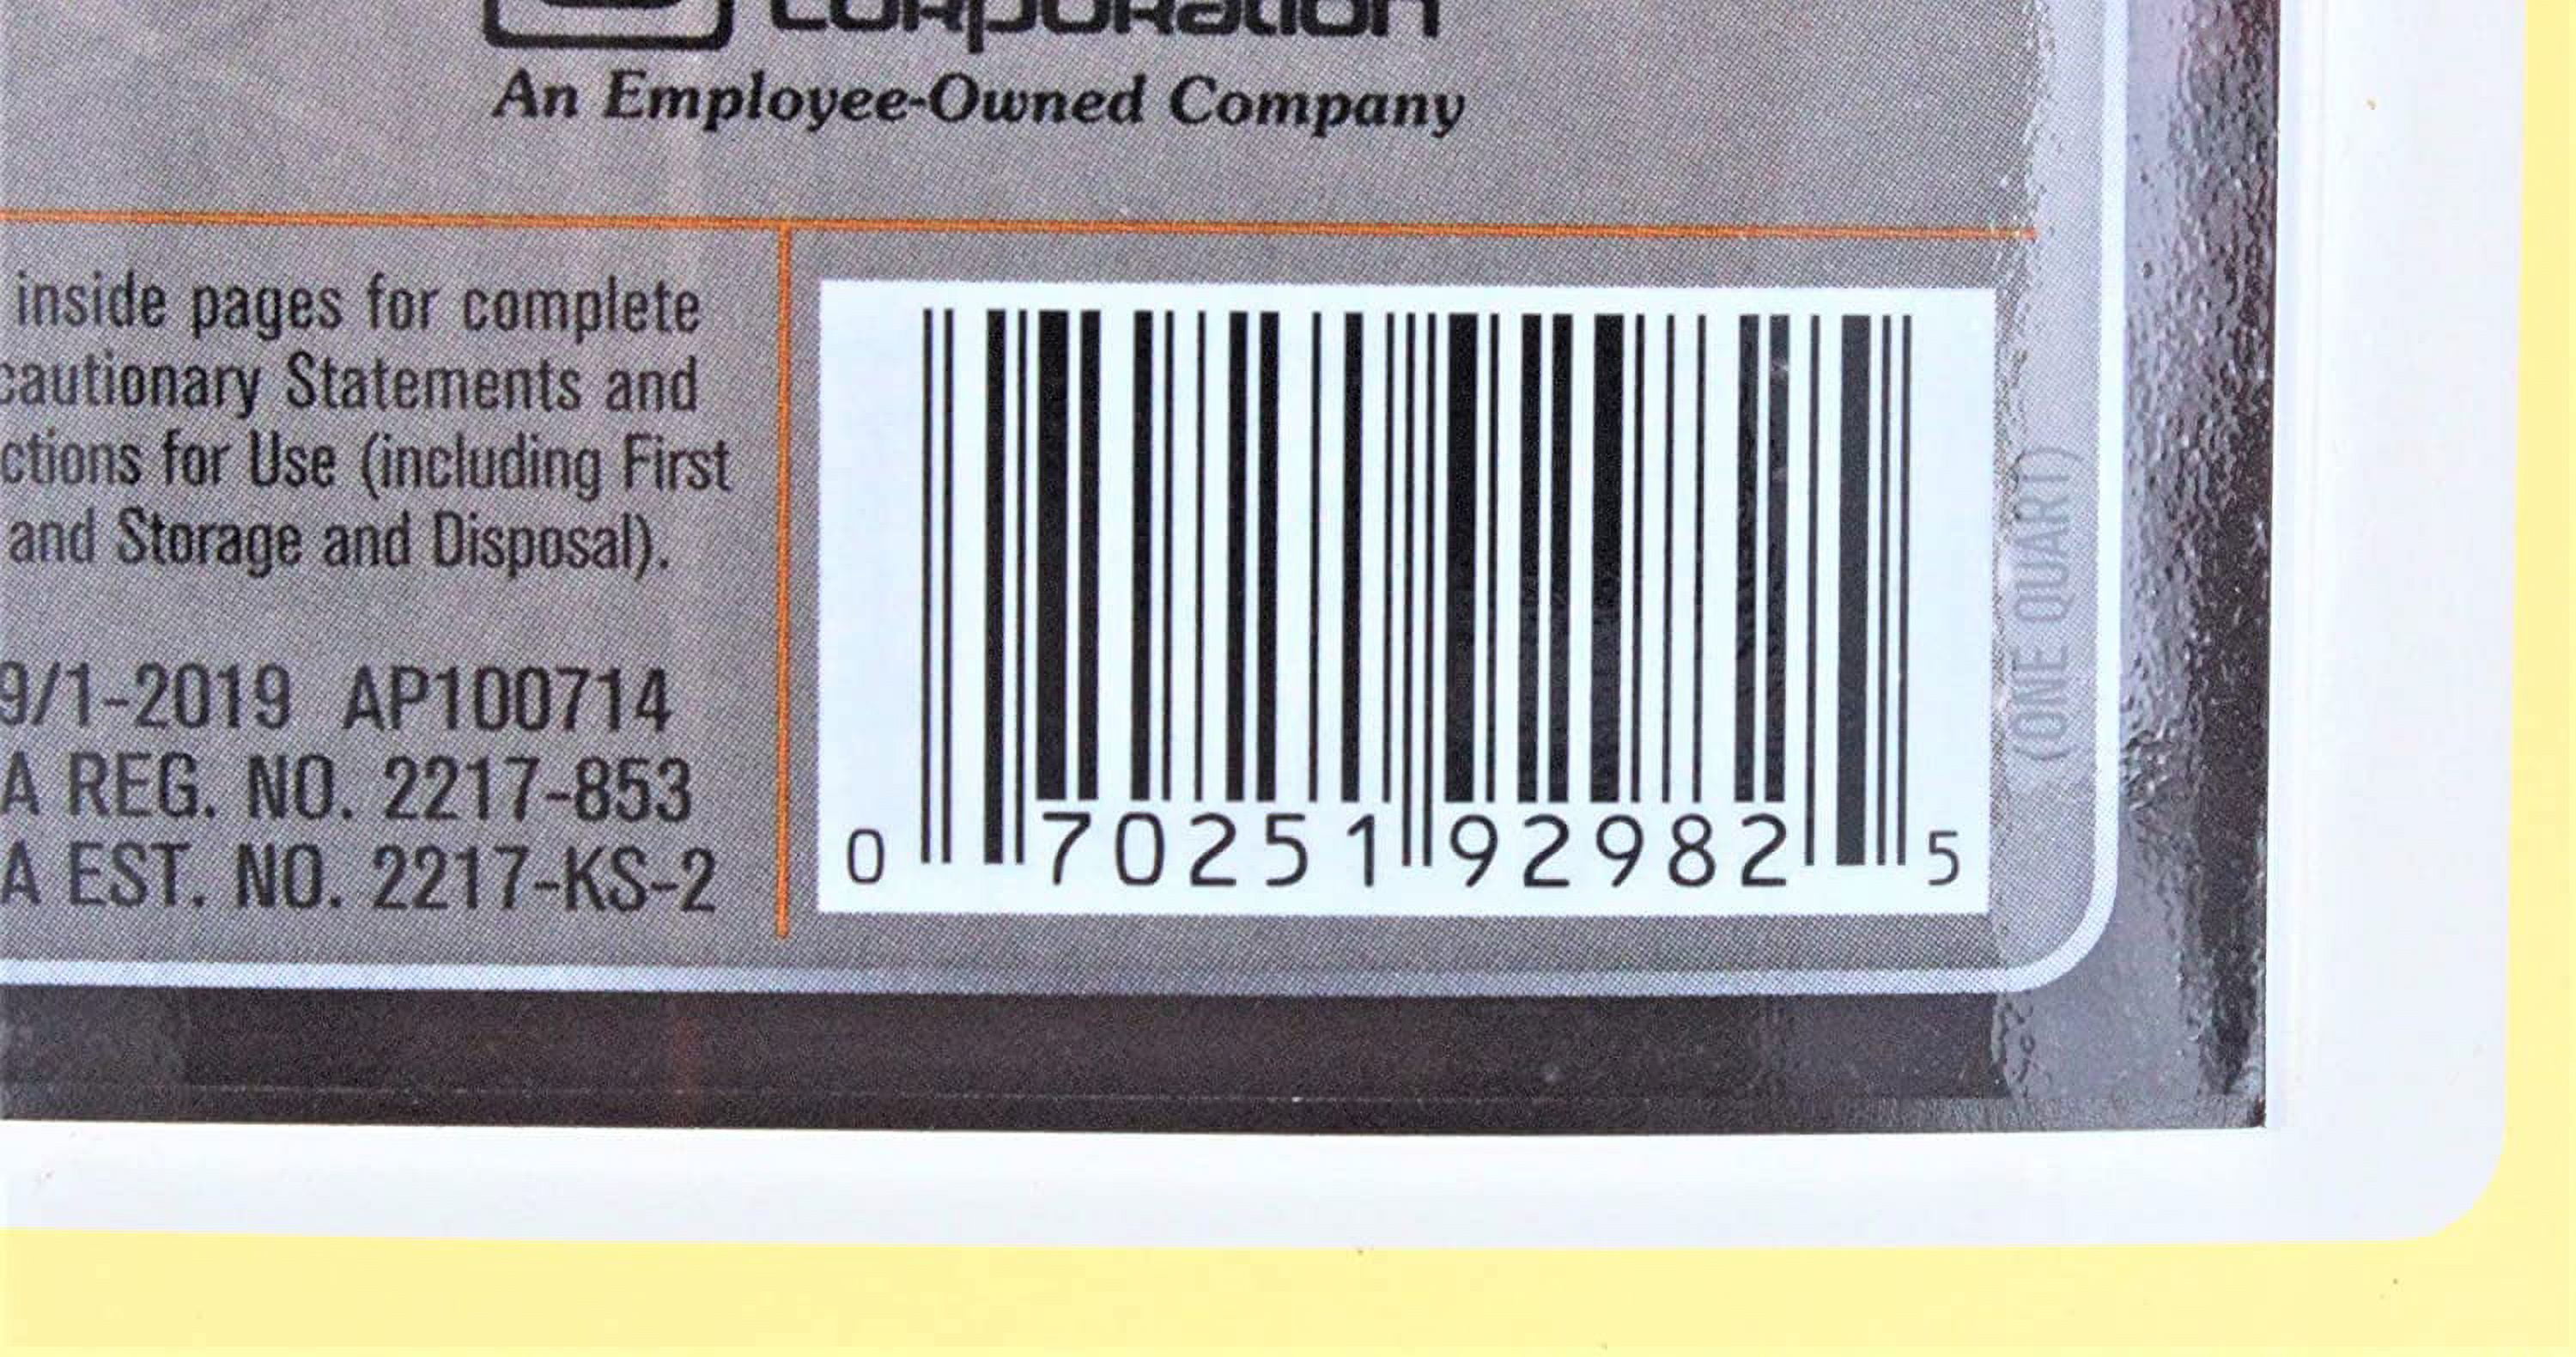 CORPORATION
An Employee-Owned Company
inside pages for complete
cautionary Statements and
ctions for Use (including First
and Storage and Disposal).
9/1-2019 AP100714
A REG. NO. 2217-853
A EST. NO. 2217-KS-2
0 70251 92982 5
(ONE QUART)